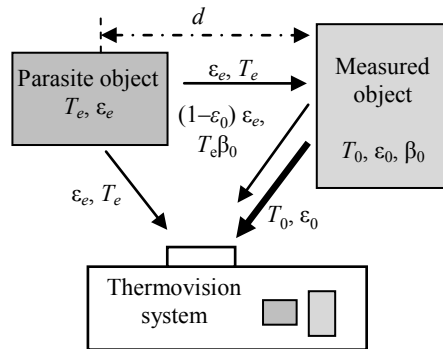 d
Parasite object
Tₑ, εₑ
εₑ, Tₑ
Measured
object
(1–ε₀) εₑ,
Tₑβ₀
T₀, ε₀, β₀
εₑ, Tₑ
T₀, ε₀
Thermovision
system